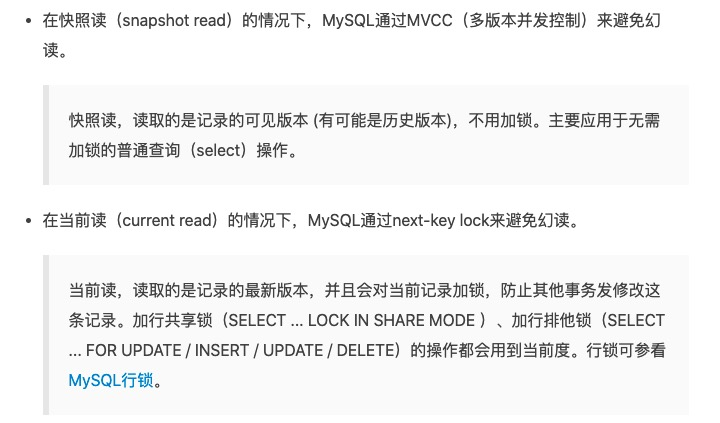 在快照读（snapshot read）的情况下，MySQL通过MVCC（多版本并发控制）来避免幻
读。
快照读，读取的是记录的可见版本 (有可能是历史版本)，不用加锁。主要应用于无需
加锁的普通查询（select）操作。
在当前读（current read）的情况下，MySQL通过next-key lock来避免幻读。
当前读，读取的是记录的最新版本，并且会对当前记录加锁，防止其他事务发修改这
条记录。加行共享锁（SELECT ... LOCK IN SHARE MODE ）、加行排他锁（SELECT
... FOR UPDATE / INSERT / UPDATE / DELETE）的操作都会用到当前度。行锁可参看
MySQL行锁。